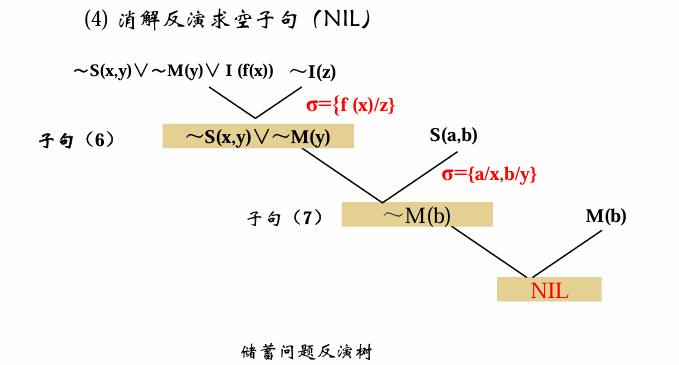 (4) 消解反演求空子句（NIL）
～S(x,y)∨～M(y)∨ I (f(x)) ～I(z)
σ={f (x)/z}
子句（6） ～S(x,y)∨～M(y) S(a,b)
σ={a/x,b/y}
子句（7） ～M(b) M(b)
NIL
储蓄问题反演树